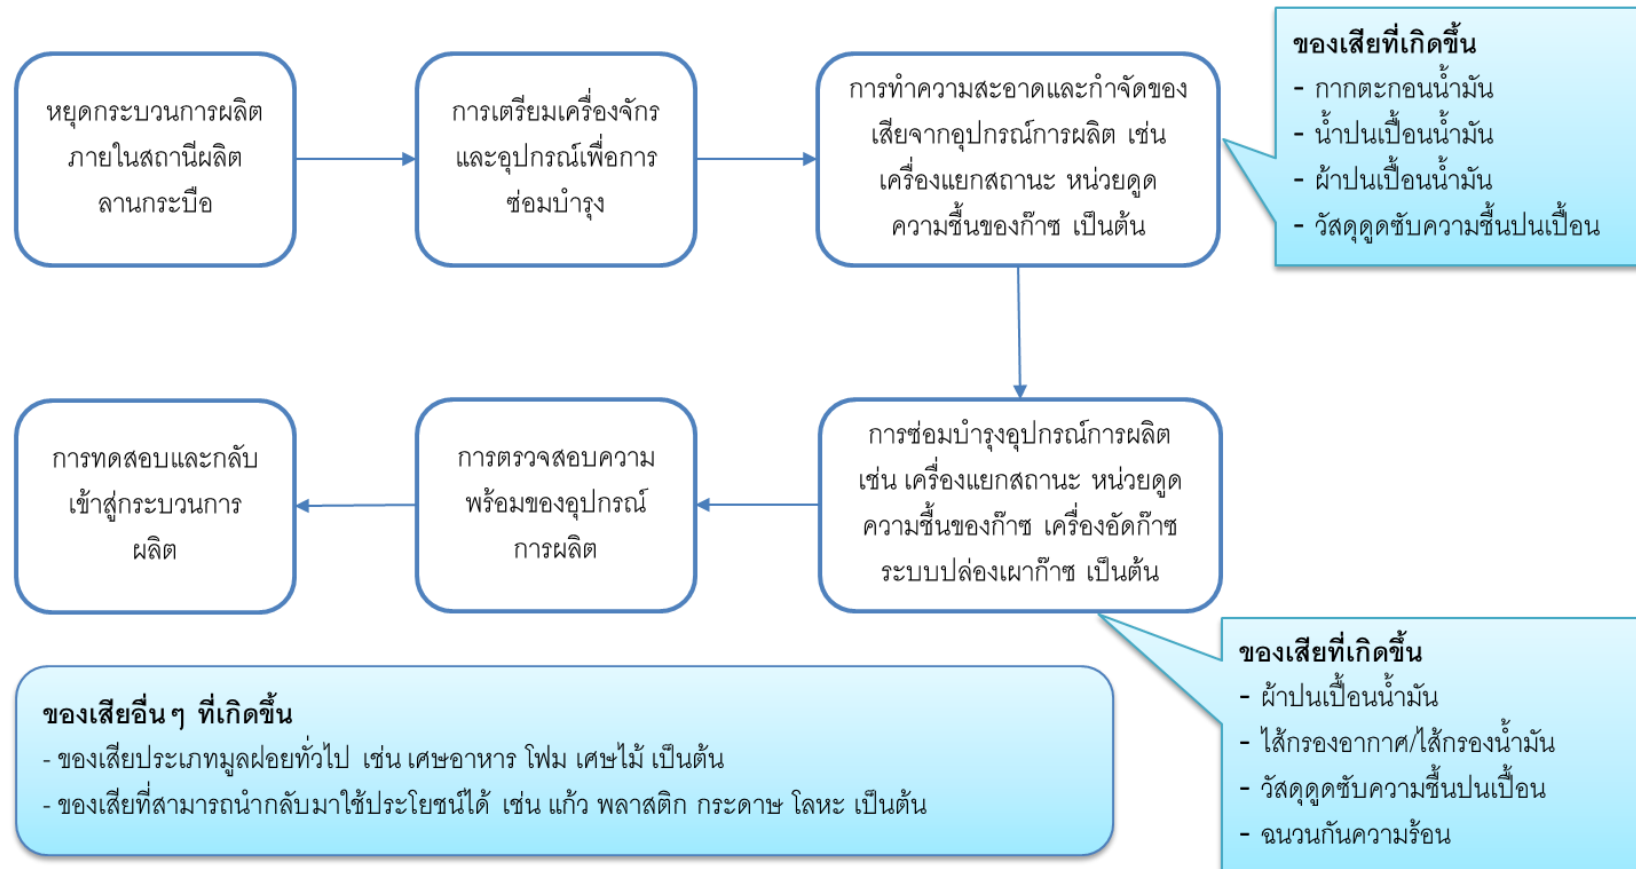 หยุดกระบวนการผลิต
ภายในสถานีผลิต
ลานกระบือ
การเตรียมเครื่องจักร
และอุปกรณ์เพื่อการ
ซ่อมบำรุง
การทำความสะอาดและกำจัดของ
เสียจากอุปกรณ์การผลิต เช่น
เครื่องแยกสถานะ หน่วยดูด
ความชื้นของก๊าซ เป็นต้น
ของเสียที่เกิดขึ้น
- กากตะกอนน้ำมัน
- น้ำปนเปื้อนน้ำมัน
- ผ้าปนเปื้อนน้ำมัน
- วัสดุดูดซับความชื้นปนเปื้อน
การทดสอบและกลับ
เข้าสู่กระบวนการ
ผลิต
การตรวจสอบความ
พร้อมของอุปกรณ์
การผลิต
การซ่อมบำรุงอุปกรณ์การผลิต
เช่น เครื่องแยกสถานะ หน่วยดูด
ความชื้นของก๊าซ เครื่องอัดก๊าซ
ระบบปล่องเผาก๊าซ เป็นต้น
ของเสียที่เกิดขึ้น
- ผ้าปนเปื้อนน้ำมัน
- ไส้กรองอากาศ/ไส้กรองน้ำมัน
- วัสดุดูดซับความชื้นปนเปื้อน
- ฉนวนกันความร้อน
ของเสียอื่นๆ ที่เกิดขึ้น
- ของเสียประเภทมูลฝอยทั่วไป เช่น เศษอาหาร โฟม เศษไม้ เป็นต้น
- ของเสียที่สามารถนำกลับมาใช้ประโยชน์ได้ เช่น แก้ว พลาสติก กระดาษ โลหะ เป็นต้น